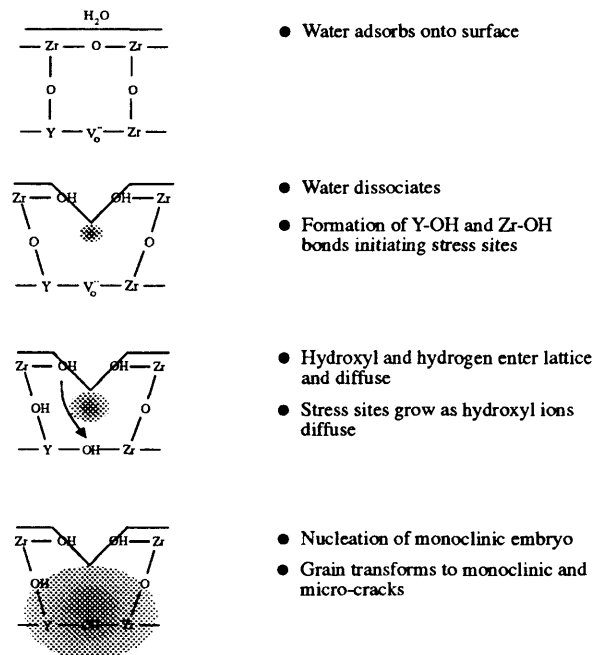 H₂O
— Zr — O — Zr —
O O
— Y — V̈ₒ — Zr —
● Water adsorbs onto surface
Zr — OH OH — Zr
O O
— Y — V̈ₒ — Zr —
● Water dissociates
● Formation of Y-OH and Zr-OH
bonds initiating stress sites
Zr — OH OH — Zr
OH O
— Y — OH — Zr —
● Hydroxyl and hydrogen enter lattice
and diffuse
● Stress sites grow as hydroxyl ions
diffuse
Zr — OH OH — Zr
OH O
— Y — OH — Zr —
● Nucleation of monoclinic embryo
● Grain transforms to monoclinic and
micro-cracks